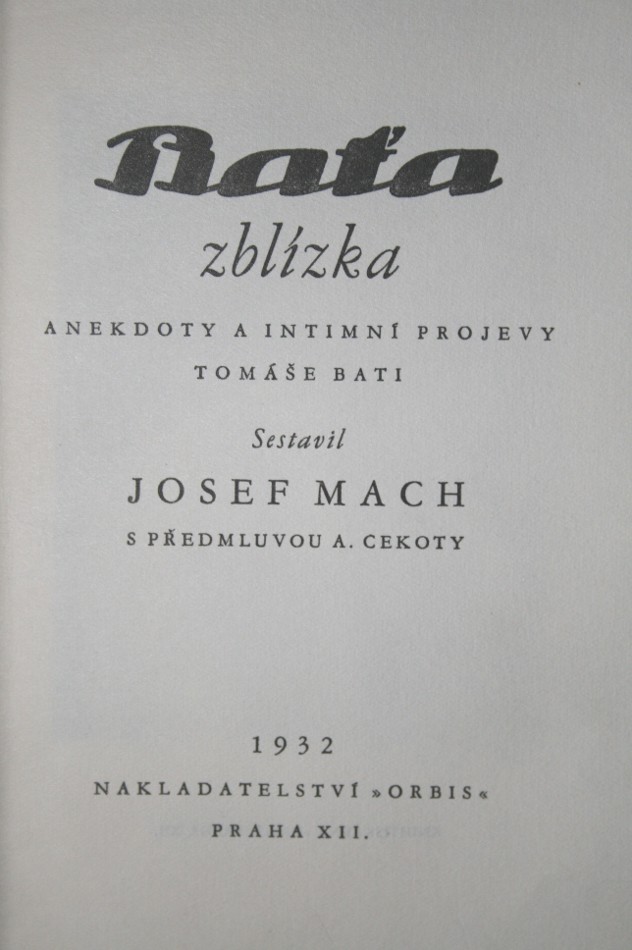 Baťa
zblízka
ANEKDOTY A INTIMNÍ PROJEVY
TOMÁŠE BATI
Sestavil
JOSEF MACH
S PŘEDMLUVOU A. CEKOTY
1932
NAKLADATELSTVÍ »ORBIS«
PRAHA XII.